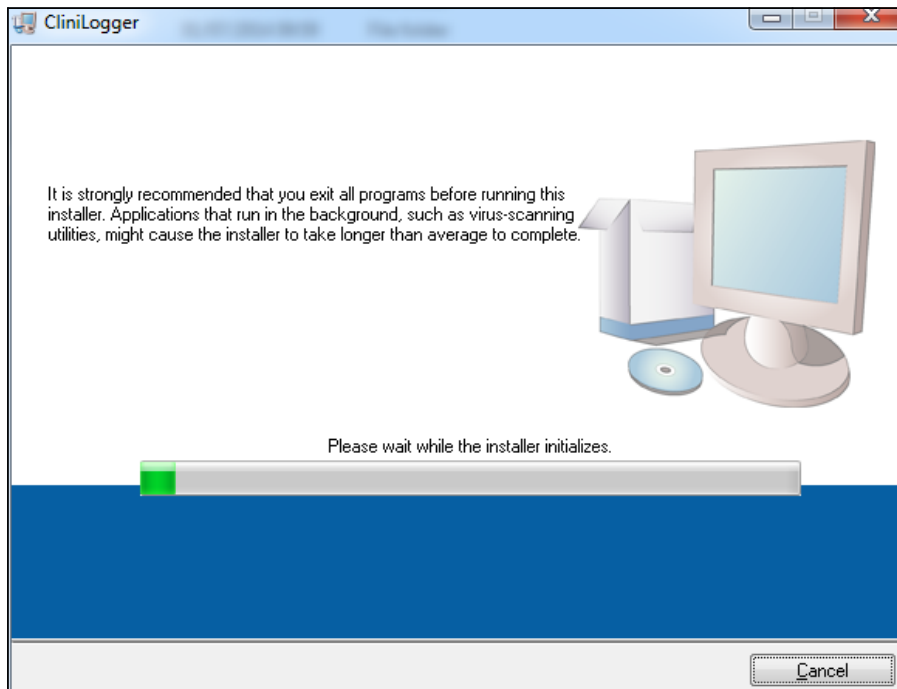 CliniLogger
It is strongly recommended that you exit all programs before running this
installer. Applications that run in the background, such as virus-scanning
utilities, might cause the installer to take longer than average to complete.
Please wait while the installer initializes.
Cancel